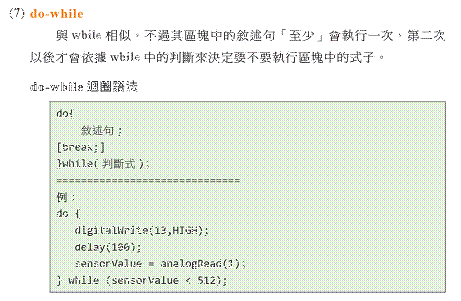 (7) do-while
與 while 相似，不過其區塊中的敘述句「至少」會執行一次，第二次
以後才會依據 while 中的判斷來決定要不要執行區塊中的式子。
do-while 迴圈語法
do{
敘述句；
[break;]
}while(判斷式);
==============================
例：
do {
digitalWrite(13,HIGH);
delay(100);
sensorValue = analogRead(1);
} while (sensorValue < 512);